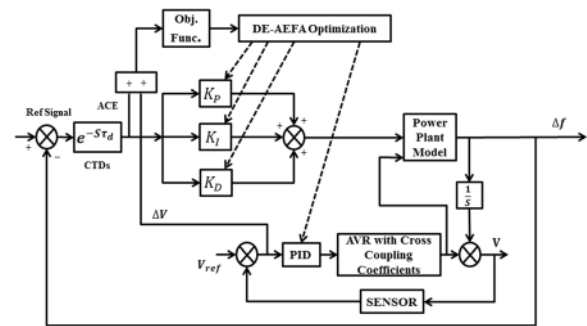 Obj.
Func.
DE-AEFA Optimization
+ +
Ref Signal
ACE
K_P
+
+
−
e^{-Sτ_d}
K_I
+
+
Power
Plant
Model
Δf
CTDs
K_D
1/S
ΔV
V_ref
PID
AVR with Cross
Coupling
Coefficients
V
SENSOR